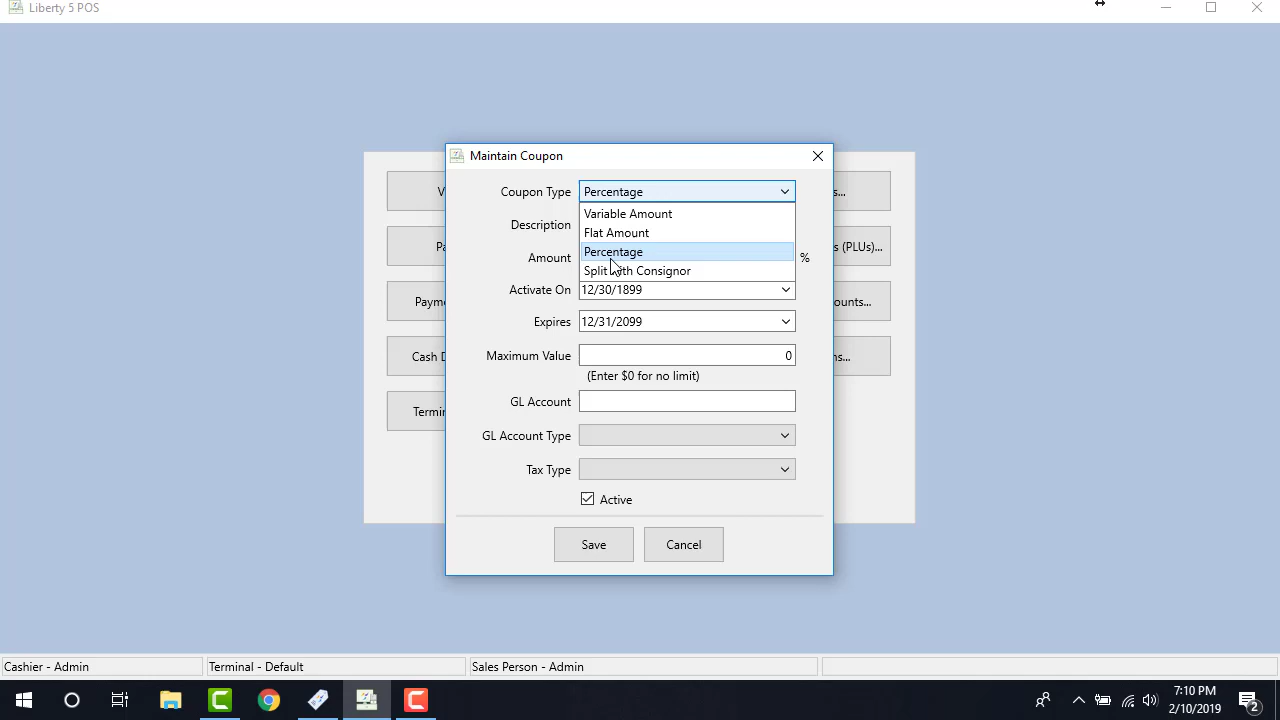 Liberty 5 POS
Maintain Coupon
Coupon Type Percentage
Variable Amount
Description
Flat Amount
Percentage
Amount %
Split with Consignor
Activate On 12/30/1899
Expires 12/31/2099
Maximum Value 0
(Enter $0 for no limit)
GL Account
GL Account Type
Tax Type
Active
Save Cancel
V
Pa
Paym
Cash D
Termin
s...
s (PLUs)...
ounts...
ns...
Cashier - Admin
Terminal - Default
Sales Person - Admin
7:10 PM
2/10/2019
2